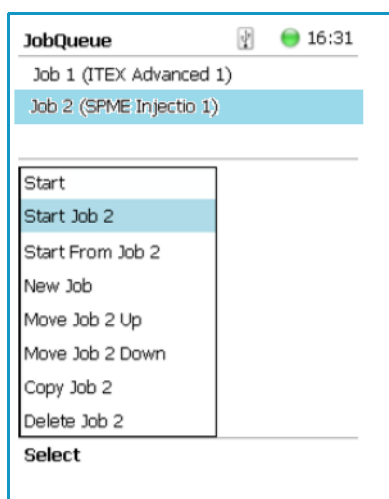 JobQueue 16:31
Job 1 (ITEX Advanced 1)
Job 2 (SPME Injectio 1)
Start
Start Job 2
Start From Job 2
New Job
Move Job 2 Up
Move Job 2 Down
Copy Job 2
Delete Job 2
Select